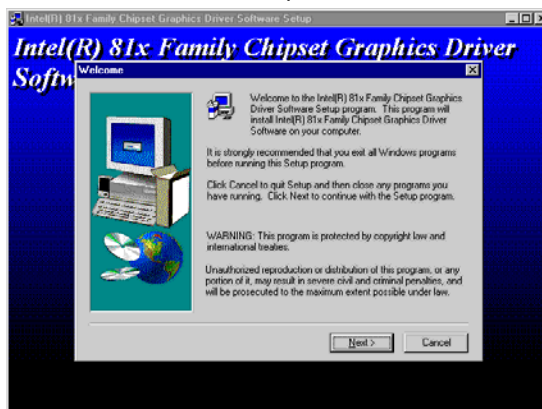 Intel(R) 81x Family Chipset Graphics Driver Software Setup
Intel(R) 81x Family Chipset Graphics Driver
Softw
Welcome
Welcome to the Intel(R) 81x Family Chipset Graphics
Driver Software Setup program. This program will
install Intel(R) 81x Family Chipset Graphics Driver
Software on your computer.
It is strongly recommended that you exit all Windows programs
before running this Setup program.
Click Cancel to quit Setup and then close any programs you
have running. Click Next to continue with the Setup program.
WARNING: This program is protected by copyright law and
international treaties.
Unauthorized reproduction or distribution of this program, or any
portion of it, may result in severe civil and criminal penalties, and
will be prosecuted to the maximum extent possible under law.
Next >
Cancel